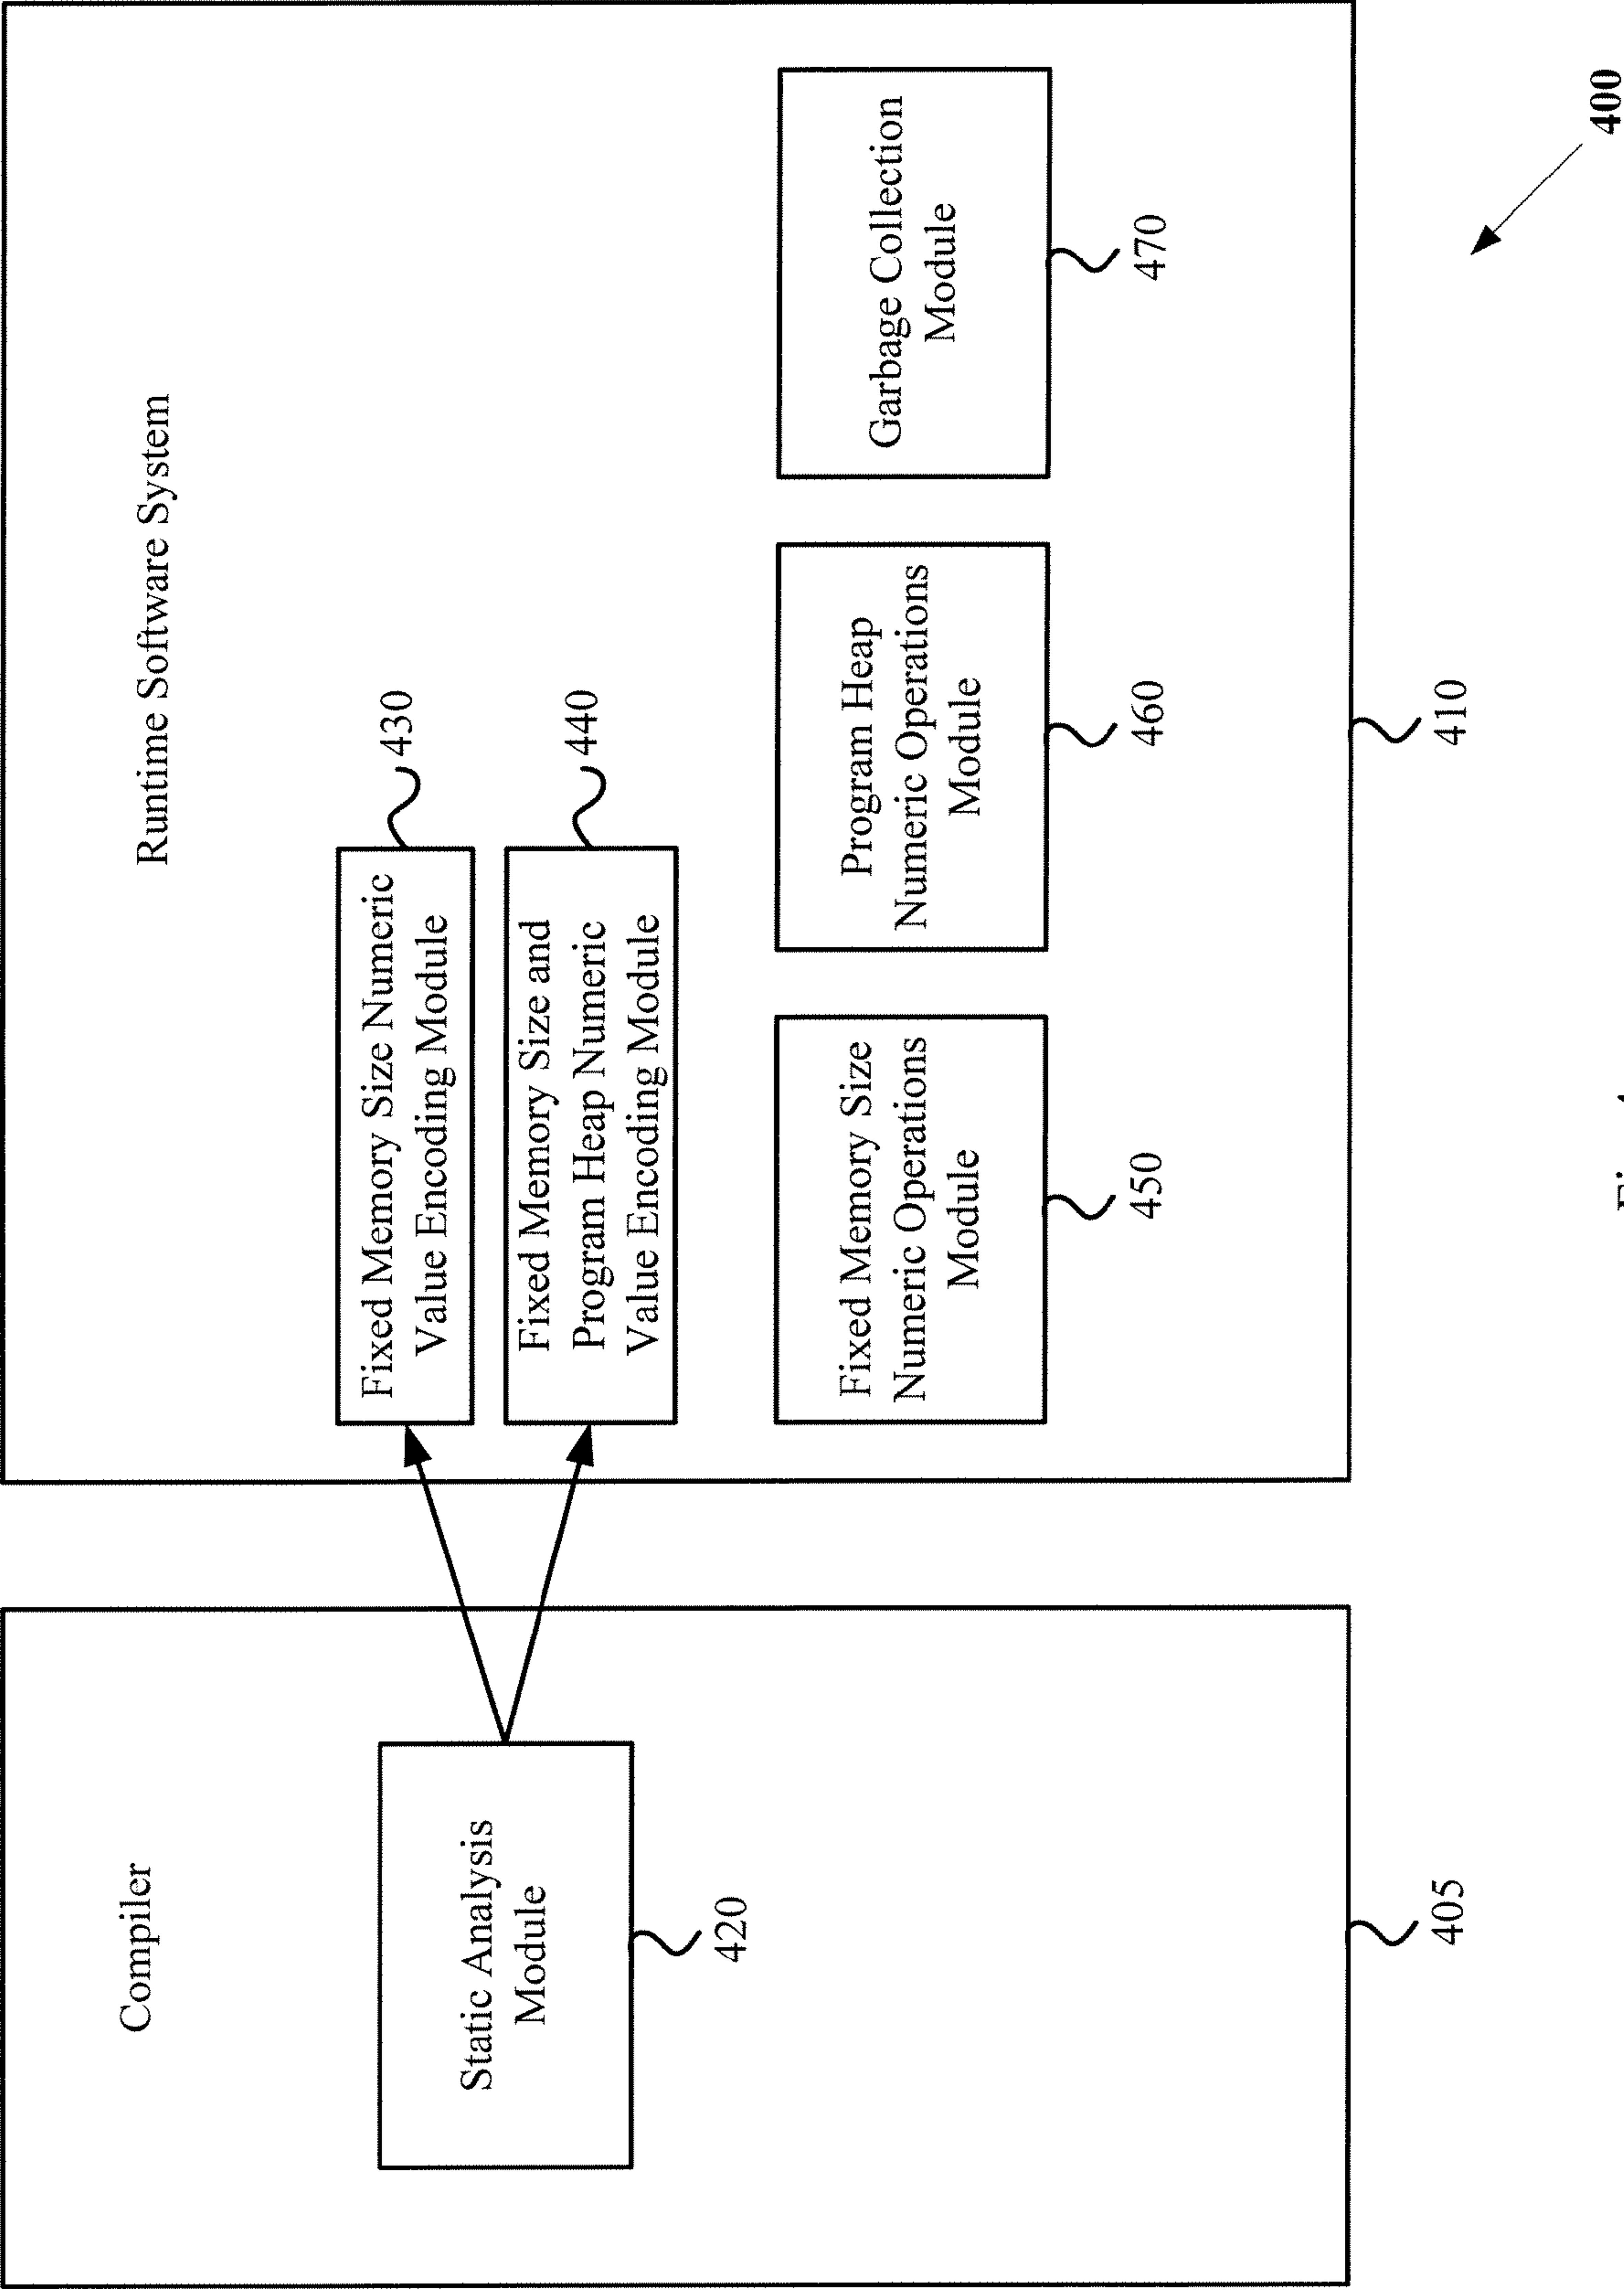 Compiler
Static Analysis
Module
420
405
Runtime Software System
Fixed Memory Size Numeric
Value Encoding Module
430
Fixed Memory Size and
Program Heap Numeric
Value Encoding Module
440
Fixed Memory Size
Numeric Operations
Module
450
Program Heap
Numeric Operations
Module
460
Garbage Collection
Module
470
410
400